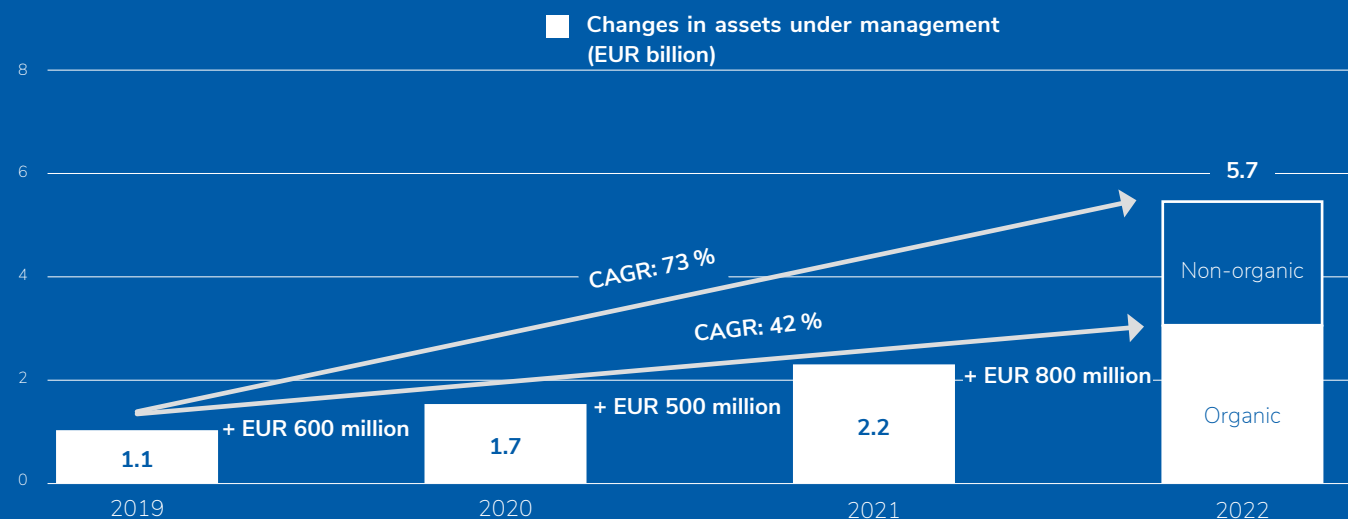 Changes in assets under management
(EUR billion)
8
6
5.7
CAGR: 73 %
Non-organic
4
CAGR: 42 %
+ EUR 800 million
2
+ EUR 500 million
Organic
+ EUR 600 million
2.2
1.7
1.1
0
2019
2020
2021
2022